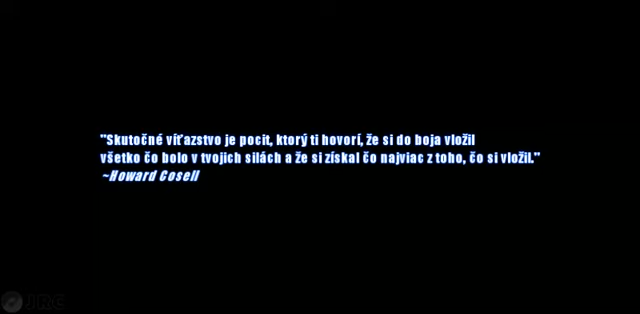 "Skutočné víťazstvo je pocit, ktorý ti hovorí, že si do boja vložil
všetko čo bolo v tvojich silách a že si získal čo najviac z toho, čo si vložil."
~Howard Cosell
JRC